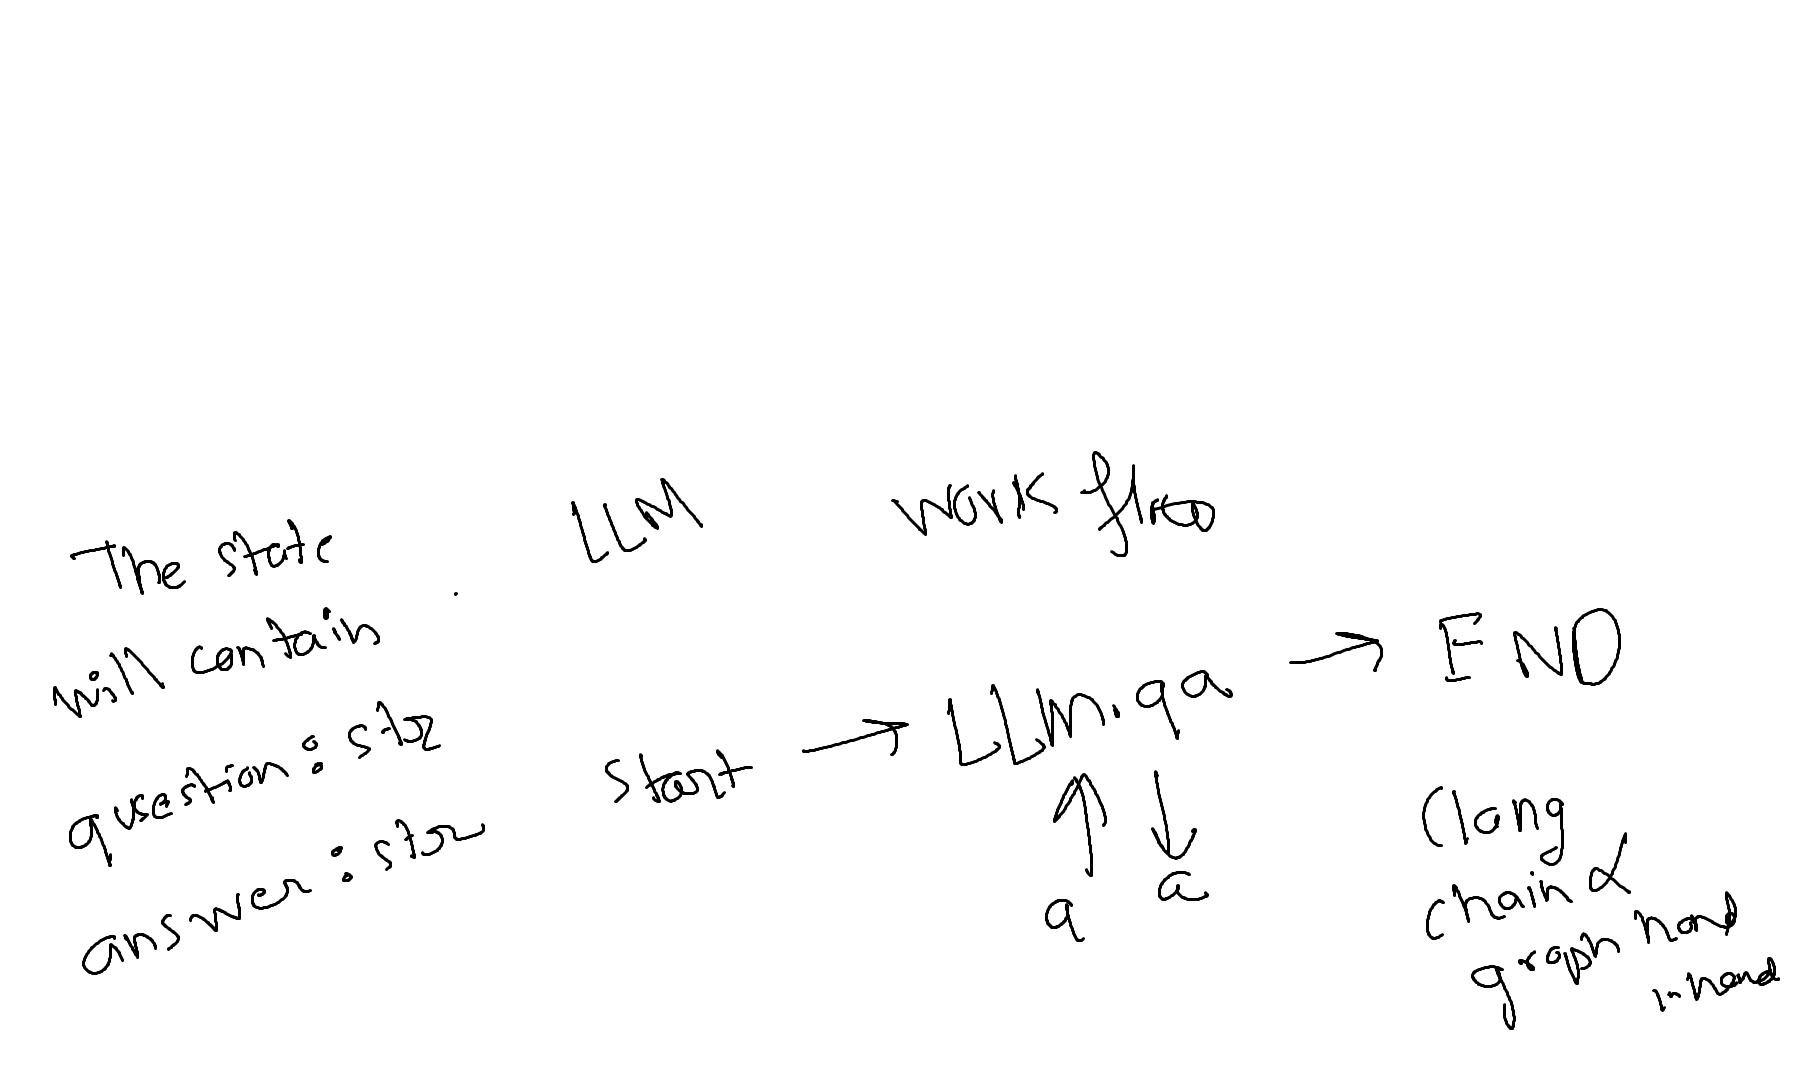 LLM work flow
The state
will contain
question : str
answer : str
Start → LLM.qa → END
↑ ↓
q a
(lang
chain &
graph hand
in hand